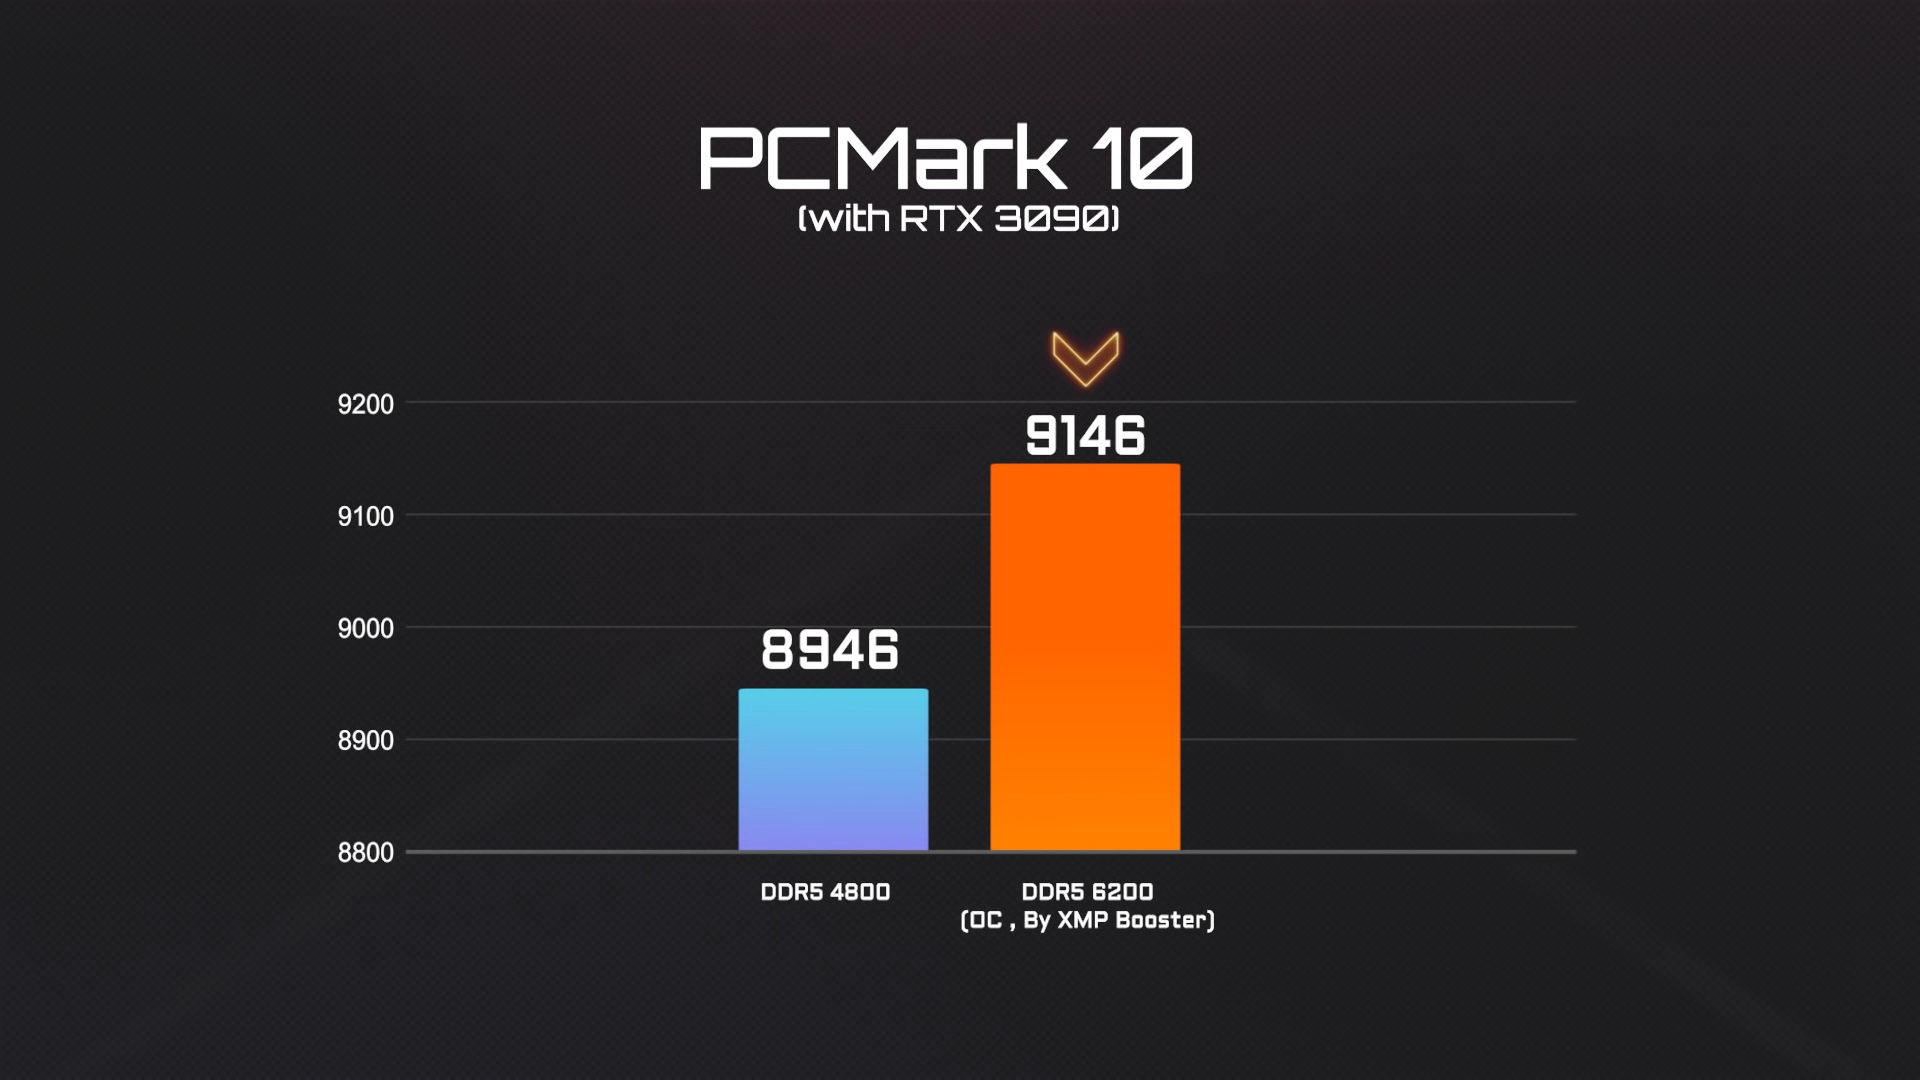 PCMark 10
(with RTX 3090)
9200
9146
9100
9000
8946
8900
8800
DDR5 4800
DDR5 6200
(OC , By XMP Booster)